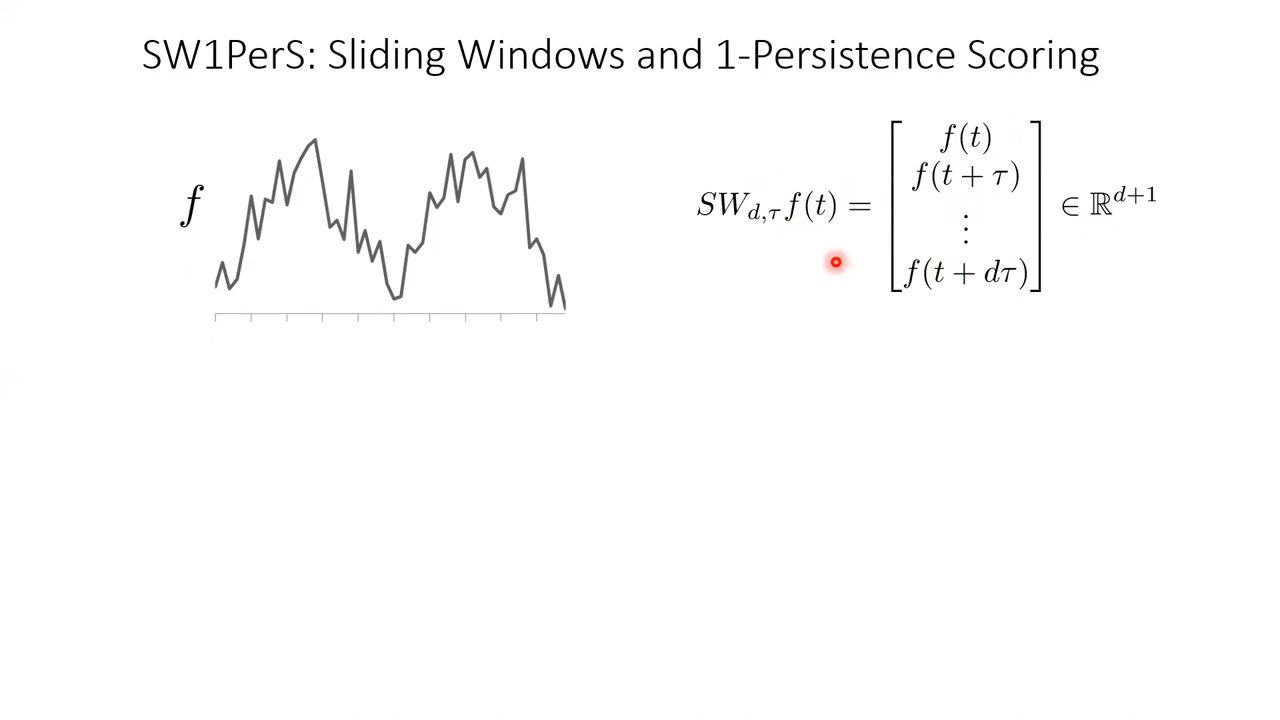 SW1PerS: Sliding Windows and 1-Persistence Scoring
f
SW_{d,τ}f(t) = [f(t)
f(t + τ)
⋮
f(t + dτ)] ∈ ℝ^{d+1}